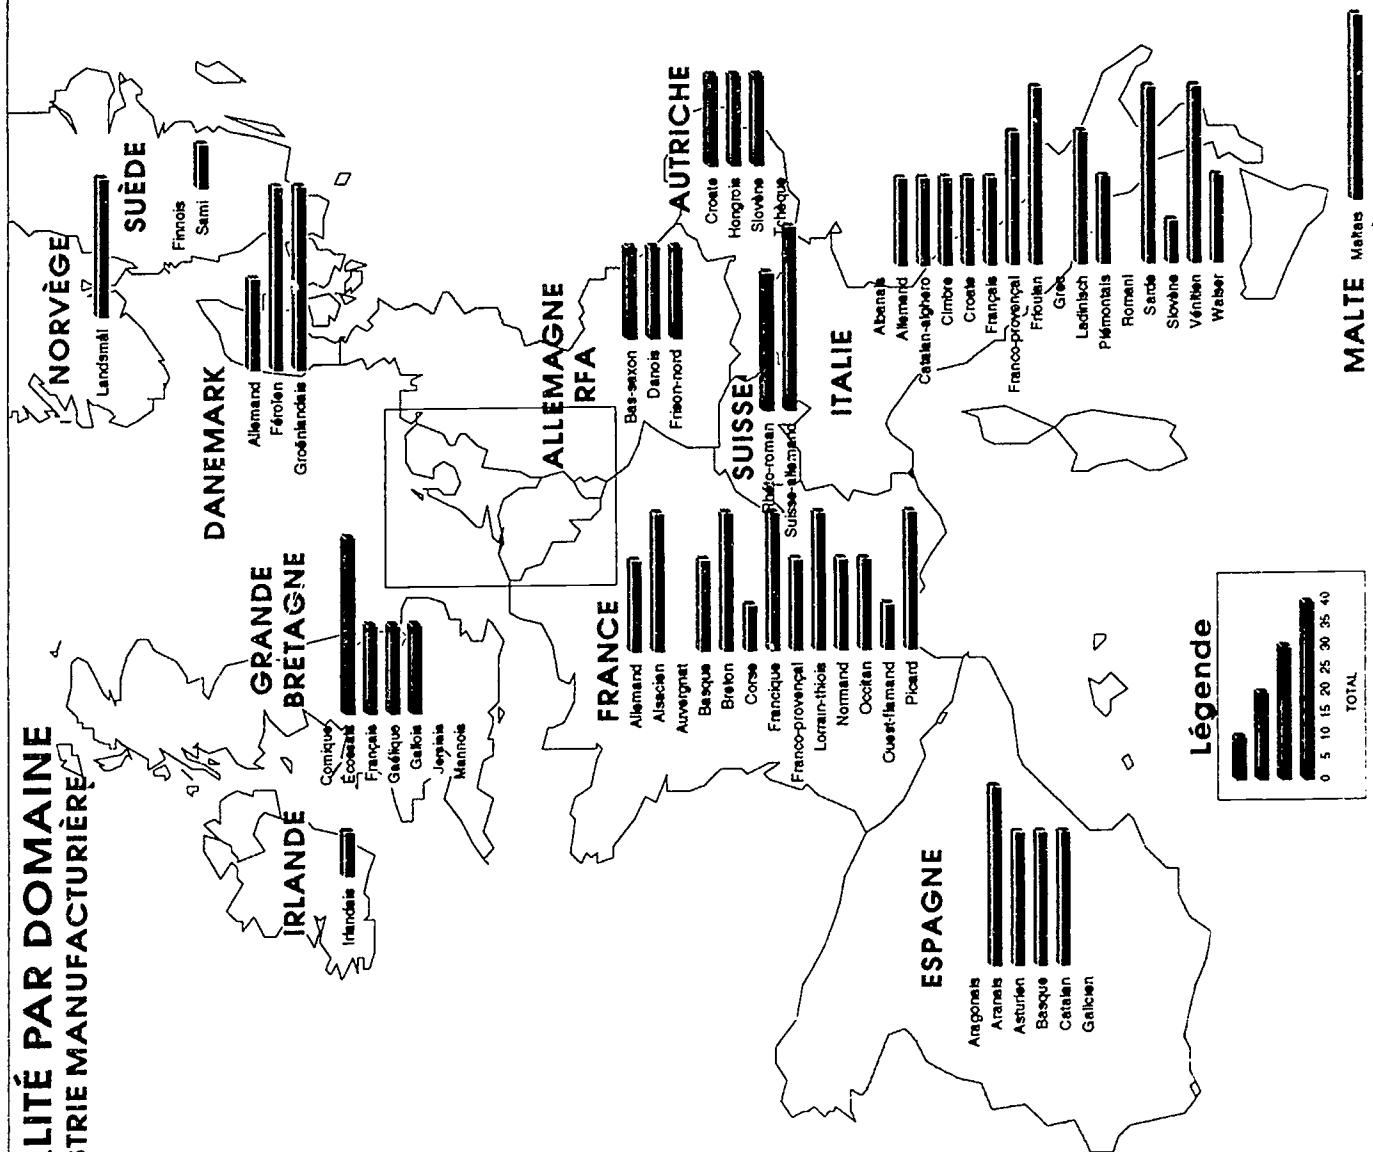 LITÉ PAR DOMAINE
STRIE MANUFACTURIÈRE
NORVÈGE
Landsmål
SUÈDE
Finnois
Sami
DANEMARK
Allemand
Féroïen
Groënlandais
GRANDE
BRETAGNE
Cornique
Écossais
Français
Gaélique
Gallois
Jersiais
Mannois
IRLANDE
Irlandais
ALLEMAGNE
RFA
Bas-saxon
Danois
Frison-nord
AUTRICHE
Croate
Hongrois
Slovène
Tchèque
SUISSE
Rhéto-roman
Suisse-allemand
FRANCE
Allemand
Alsacien
Auvergnat
Basque
Breton
Corse
Francique
Franco-provençal
Lorrain-thiois
Normand
Occitan
Ouest-flamand
Picard
ITALIE
Albanais
Allemand
Catalan-alghero
Cimbre
Croate
Français
Franco-provençal
Frioulan
Grec
Ladinisch
Piémontais
Romani
Sarde
Slovène
Vénitien
Walser
ESPAGNE
Aragonais
Aranais
Asturien
Basque
Catalan
Galicien
MALTE
Maltais
Légende
0 5 10 15 20 25 30 35 40
TOTAL